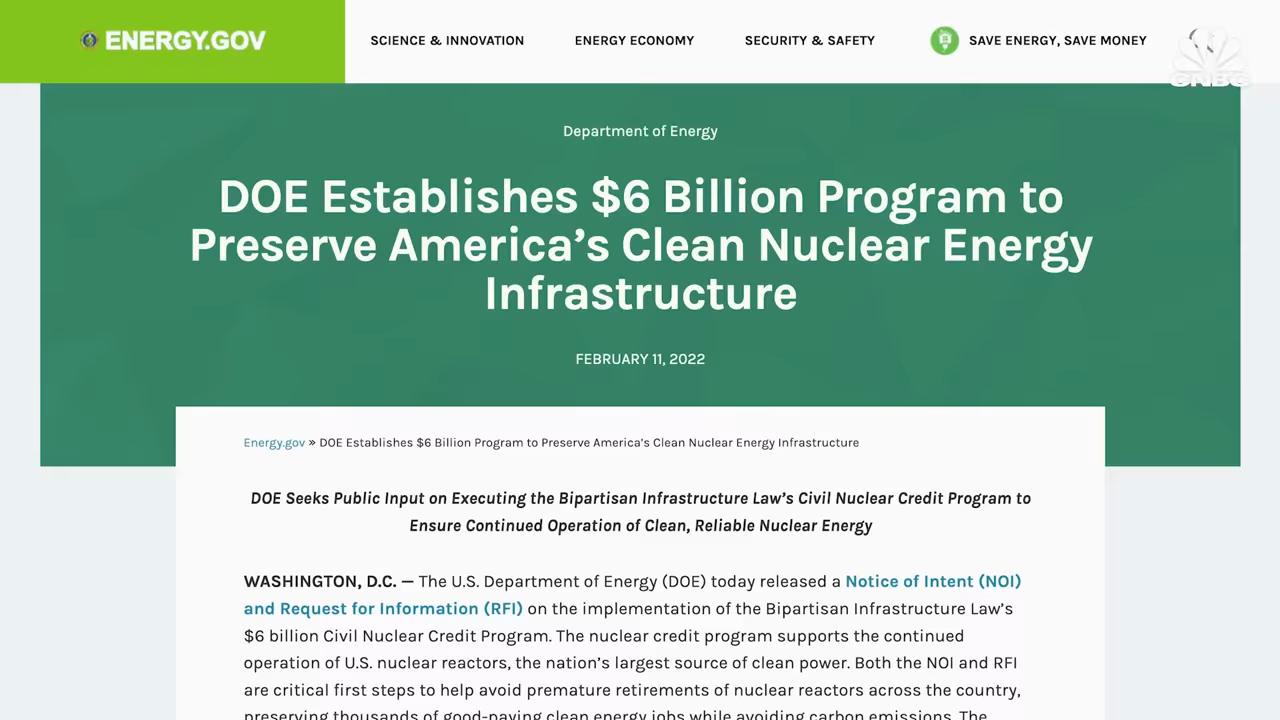 ENERGY.GOV
SCIENCE & INNOVATION
ENERGY ECONOMY
SECURITY & SAFETY
SAVE ENERGY, SAVE MONEY
CNBC
Department of Energy
DOE Establishes $6 Billion Program to
Preserve America’s Clean Nuclear Energy
Infrastructure
FEBRUARY 11, 2022
Energy.gov » DOE Establishes $6 Billion Program to Preserve America’s Clean Nuclear Energy Infrastructure
DOE Seeks Public Input on Executing the Bipartisan Infrastructure Law’s Civil Nuclear Credit Program to
Ensure Continued Operation of Clean, Reliable Nuclear Energy
WASHINGTON, D.C. — The U.S. Department of Energy (DOE) today released a Notice of Intent (NOI)
and Request for Information (RFI) on the implementation of the Bipartisan Infrastructure Law’s
$6 billion Civil Nuclear Credit Program. The nuclear credit program supports the continued
operation of U.S. nuclear reactors, the nation’s largest source of clean power. Both the NOI and RFI
are critical first steps to help avoid premature retirements of nuclear reactors across the country,
preserving thousands of good-paying clean energy jobs while avoiding carbon emissions. The